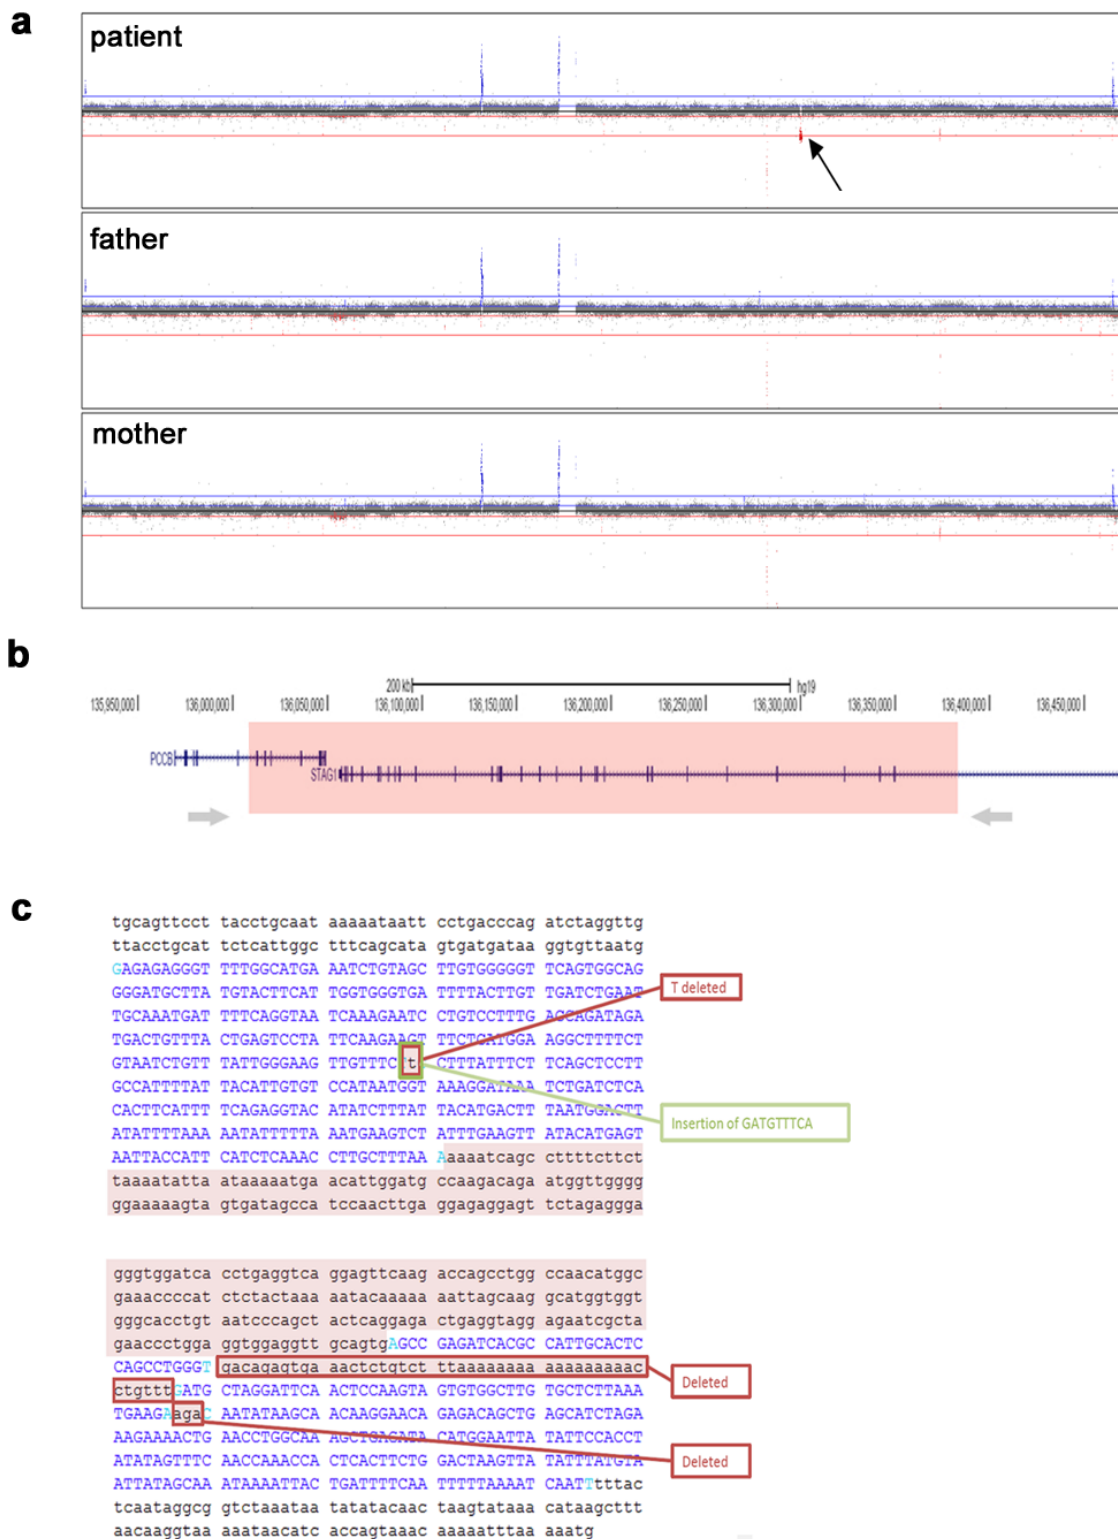 a
patient
father
mother
b
200 kb
hg19
135,950,000
136,000,000
136,050,000
136,100,000
136,150,000
136,200,000
136,250,000
136,300,000
136,350,000
136,400,000
136,450,000
PCCB
STAG1
c
tgcagttcct tacctgcaat aaaaataatt cctgacccag atctaggttg
ttacctgcat tctcattggc tttcagcata gtgatgataa ggtgttaatg
GAGAGAGGGT TTTGGCATGA AATCTGTAGC TTGTGGGGGT TCAGTGGCAG
GGGATGCTTA TGTACTTCAT TGGTGGGTGA TTTTACTTGT TGATCTGAAT
T deleted
TGCAAATGAT TTTCAGGTAA TCAAAGAATC CTGTCCTTTG AGCAGATAGA
TGACTGTTTA CTGAGTCCTA TTCAAGAAGT TTCTCATGGA AGGCTTTTCT
GTAATCTGTT TATTGGGAAG TTGTTTC t CTTTATTTCT TCAGCTCCTT
GCCATTTTAT TACATTGTGT CCATAATGGT AAAGGATAAA TCTGATCTCA
CACTTCATTT TCAGAGGTAC ATATCTTTAT TACATGACTT TAATGGACTT
Insertion of GATGTTTCA
ATATTTTAAA AATATTTTTA AATGAAGTCT ATTTGAAGTT ATACATGAGT
AATTACCATT CATCTCAAAC CTTGCTTTAA Aaaaatcagc cttttcttct
taaaatatta ataaaaatga acattggatg ccaagacaga atggttgggg
ggaaaaagta gtgatagcca tccaacttga ggagaggagt tctagaggga
gggtggatca cctgaggtca ggagttcaag accagcctgg ccaacatggc
gaaaccccat ctctactaaa aatacaaaaa aattagcaag gcatggtggt
gggcacctgt aatcccagct actcaggaga ctgaggtagg agaatcgcta
gaaccctgga ggtggaggtt gcagtgAGCC GAGATCACGC CATTGCACTC
CAGCCTGGGT gacagagtga aactctgtct ttaaaaaaaa aaaaaaaaac
Deleted
ctgtttGATG CTAGGATTCA ACTCCAAGTA GTGTGGCTTG TGCTCTTAAA
TGAAGAagaC AATATAAGCA ACAAGGAACA GAGACAGCTG AGCATCTAGA
AAGAAAACTG AACCTGGCAA AGCTGAGATA CATGGAATTA TATTCCACCT
Deleted
ATATAGTTTC AACCAAACCA CTCACTTCTG GACTAAGTTA TATTTATGTA
ATTATAGCAA ATAAAATTAC TGATTTTCAA TTTTTAAAAT CAATTtttac
tcaataggcg gtctaaataa tatatacaac taagtataaa cataagcttt
aacaaggtaa aaataacatc accagtaaac aaaaatttaa aaatg